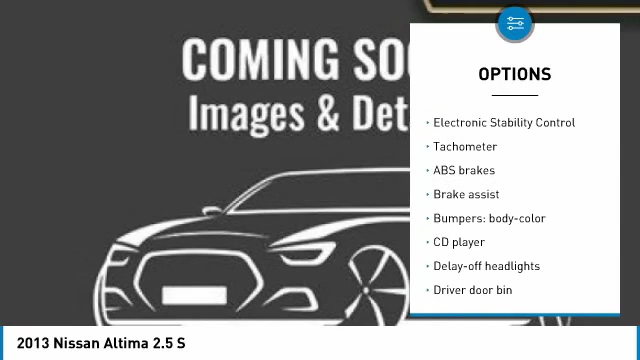 COMING SOO
Images & Det
OPTIONS
• Electronic Stability Control
• Tachometer
• ABS brakes
• Brake assist
• Bumpers: body-color
• CD player
• Delay-off headlights
• Driver door bin
2013 Nissan Altima 2.5 S